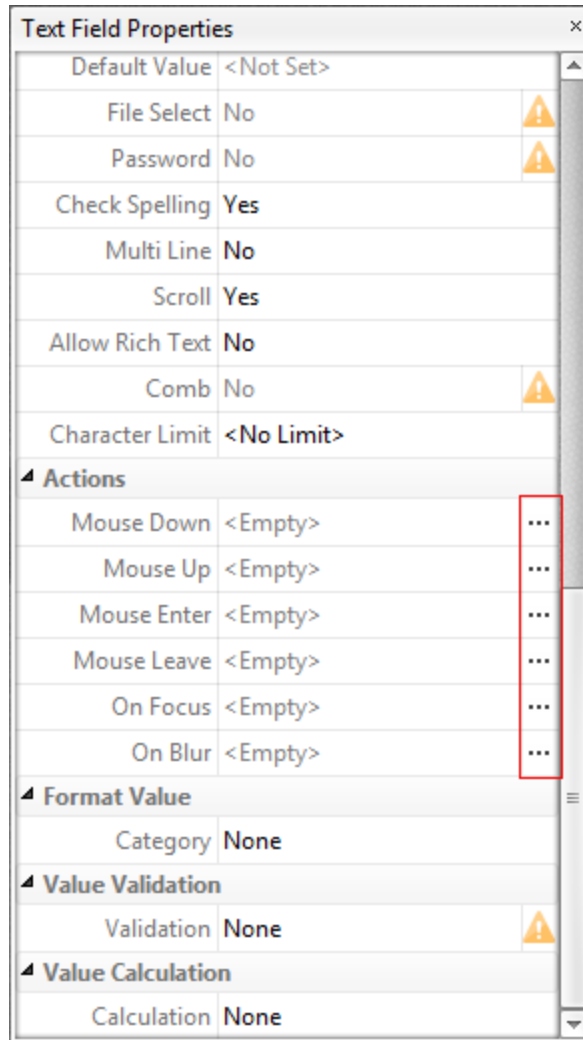 Text Field Properties
Default Value <Not Set>
File Select No
Password No
Check Spelling Yes
Multi Line No
Scroll Yes
Allow Rich Text No
Comb No
Character Limit <No Limit>
Actions
Mouse Down <Empty> ...
Mouse Up <Empty> ...
Mouse Enter <Empty> ...
Mouse Leave <Empty> ...
On Focus <Empty> ...
On Blur <Empty> ...
Format Value
Category None
Value Validation
Validation None
Value Calculation
Calculation None